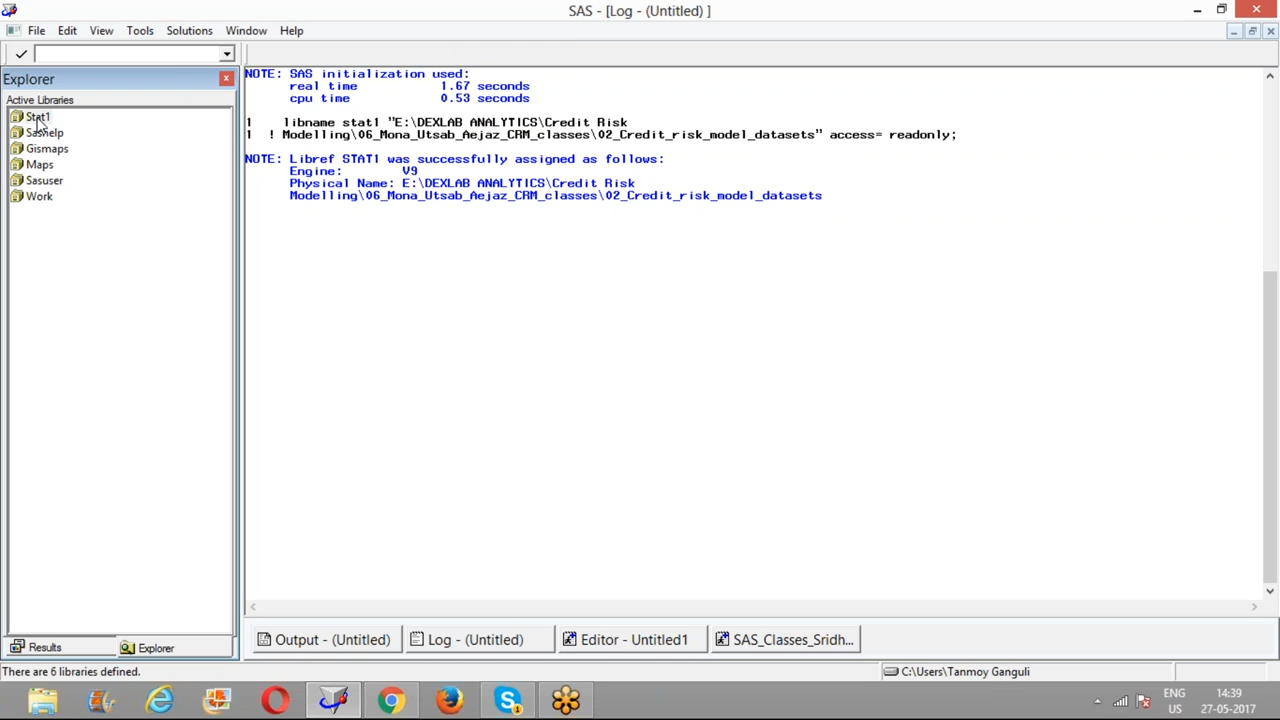 SAS - [Log - (Untitled) ]
File Edit View Tools Solutions Window Help
Explorer
Active Libraries
Stat1
Sashelp
Gismaps
Maps
Sasuser
Work
NOTE: SAS initialization used:
real time 1.67 seconds
cpu time 0.53 seconds
1 libname stat1 "E:\DEXLAB ANALYTICS\Credit Risk
1 ! Modelling\06_Mona_Utsab_Aejaz_CRM_classes\02_Credit_risk_model_datasets" access= readonly;
NOTE: Libref STAT1 was successfully assigned as follows:
Engine: V9
Physical Name: E:\DEXLAB ANALYTICS\Credit Risk
Modelling\06_Mona_Utsab_Aejaz_CRM_classes\02_Credit_risk_model_datasets
Results Explorer
Output - (Untitled) Log - (Untitled) Editor - Untitled1 SAS_Classes_Sridh...
There are 6 libraries defined. C:\Users\Tanmoy Ganguli
ENG 14:39
US 27-05-2017